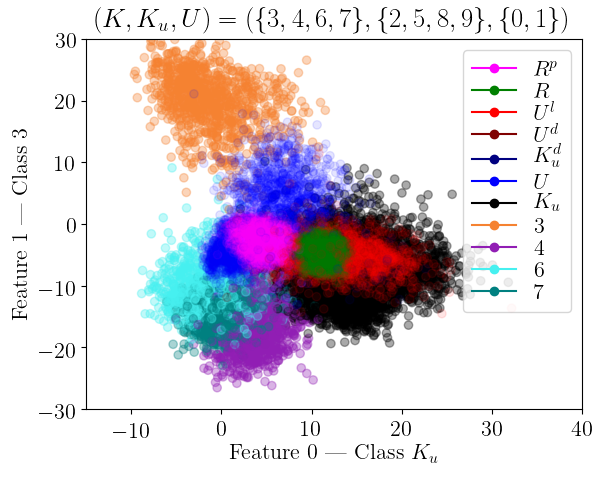 (K, K_u, U) = ({3, 4, 6, 7}, {2, 5, 8, 9}, {0, 1})
30
20
10
0
−10
−20
−30
Feature 1 — Class 3
R^p
R
U^l
U^d
K_u^d
U
K_u
3
4
6
7
−10
0
10
20
30
40
Feature 0 — Class K_u